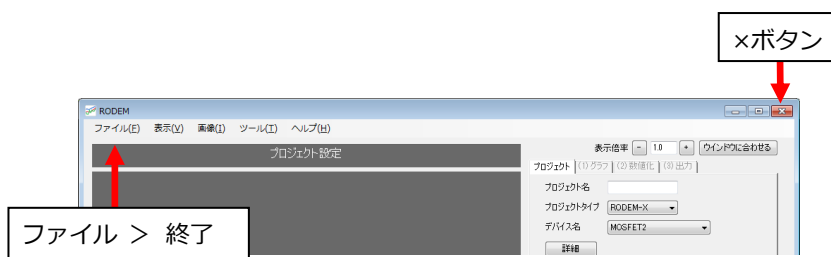 ×ボタン
RODEM
ファイル(F) 表示(V) 画像(I) ツール(T) ヘルプ(H)
プロジェクト設定
表示倍率 - 1.0 + ウインドウに合わせる
プロジェクト (1)グラフ (2)数値化 (3)出力
プロジェクト名
プロジェクトタイプ RODEM-X
デバイス名 MOSFET2
詳細
ファイル > 終了